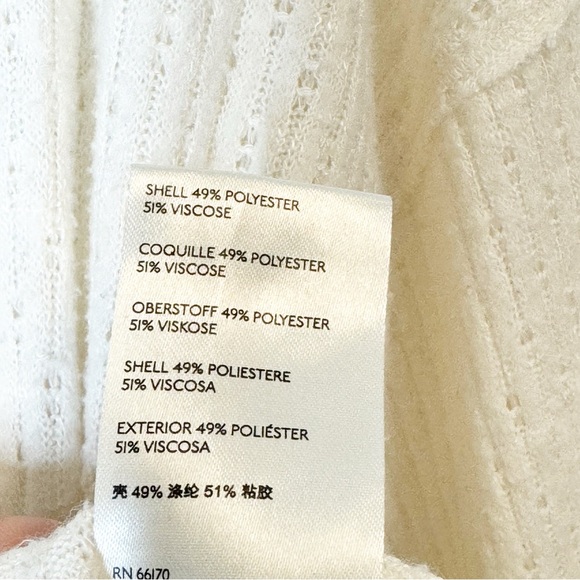 SHELL 49% POLYESTER
51% VISCOSE
COQUILLE 49% POLYESTER
51% VISCOSE
OBERSTOFF 49% POLYESTER
51% VISKOSE
SHELL 49% POLIESTERE
51% VISCOSA
EXTERIOR 49% POLIÉSTER
51% VISCOSA
壳 49% 涤纶 51% 粘胶
RN 66170